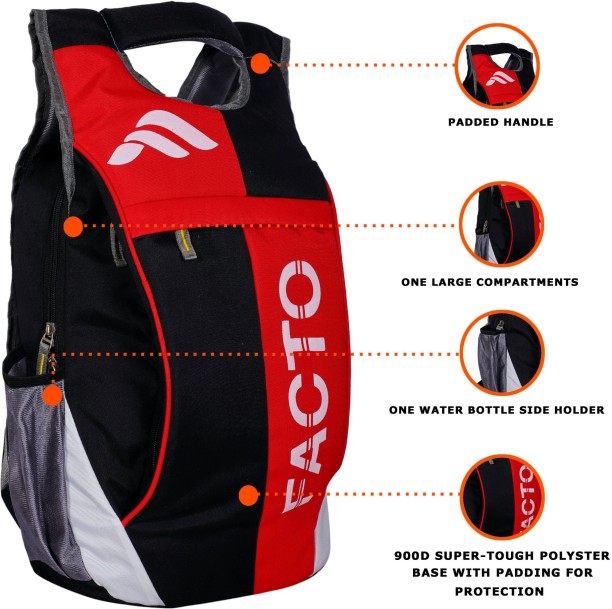 PADDED HANDLE
ONE LARGE COMPARTMENTS
FACTO
ONE WATER BOTTLE SIDE HOLDER
ACTO
900D SUPER-TOUGH POLYSTER
BASE WITH PADDING FOR
PROTECTION